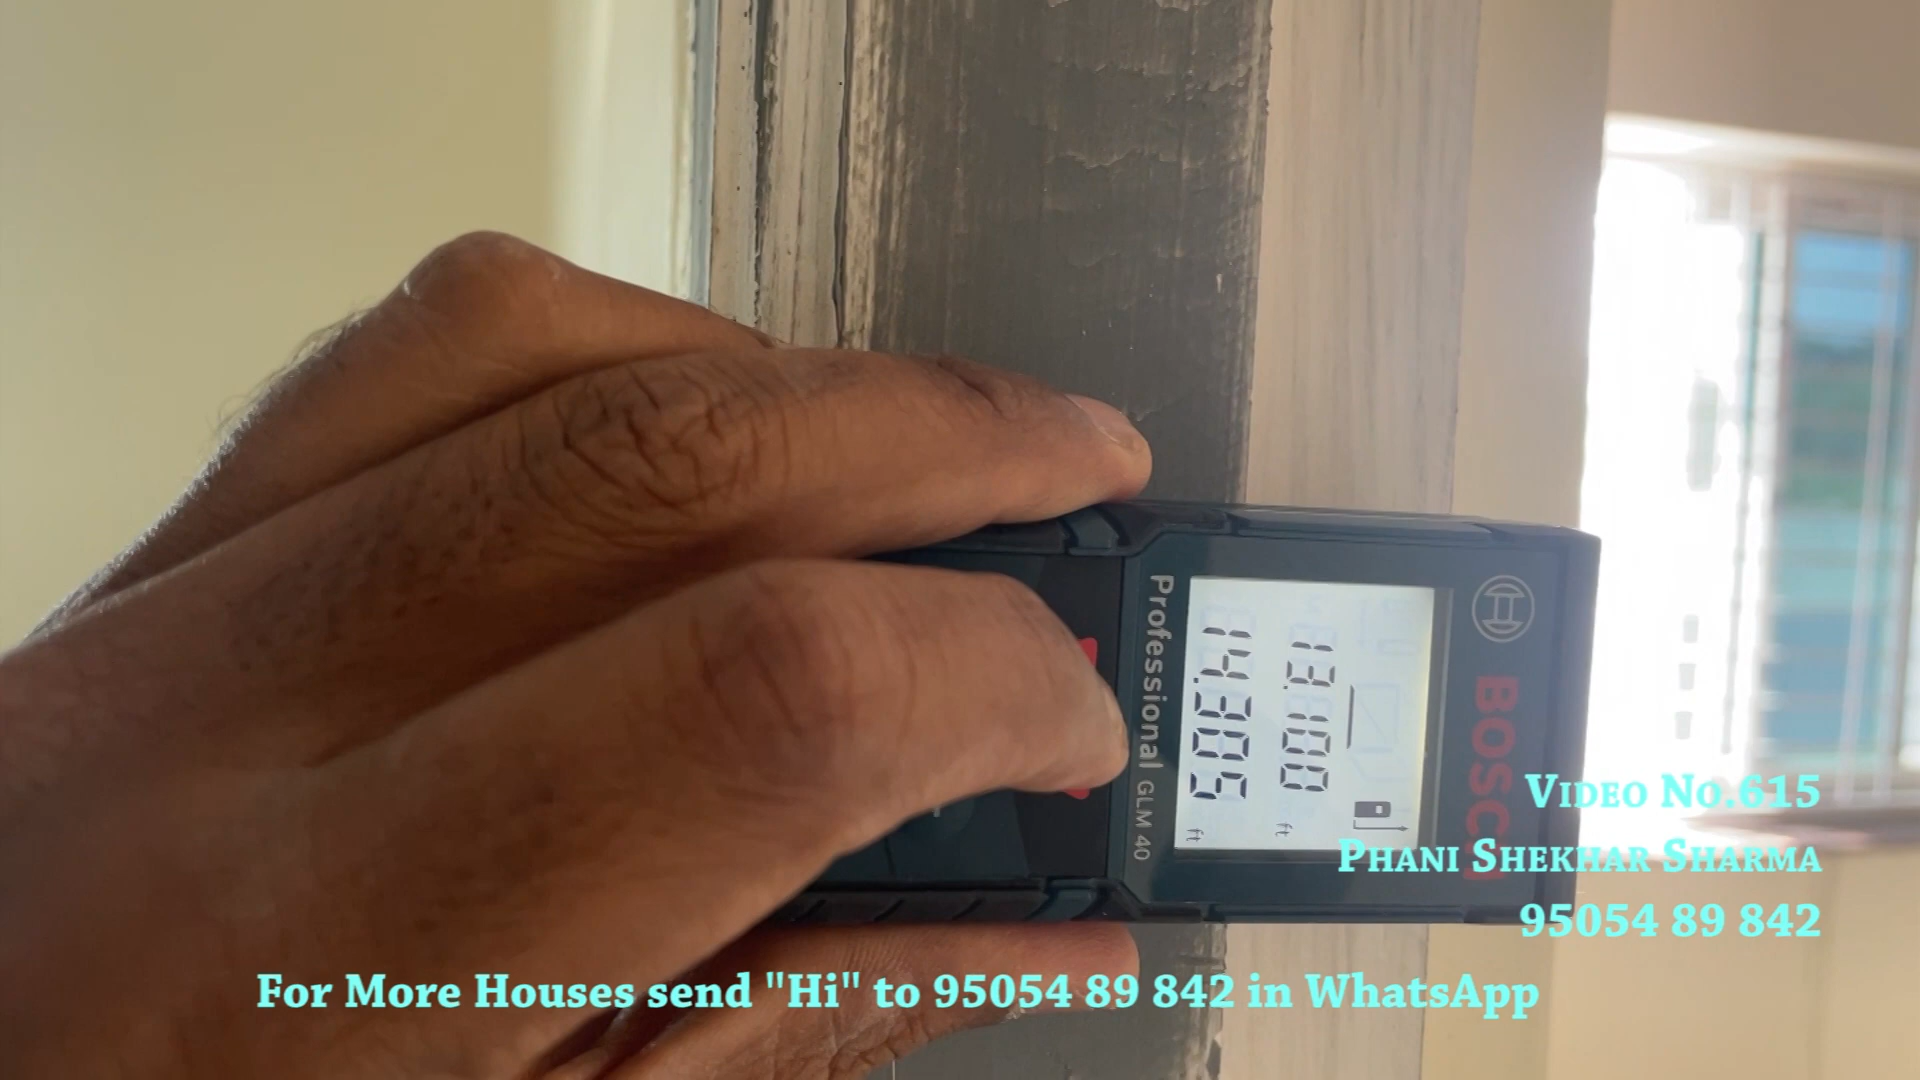 BOSCH
13.100 ft
14.305 ft
Professional GLM 40
Video No.615
Phani Shekhar Sharma
95054 89 842
For More Houses send "Hi" to 95054 89 842 in WhatsApp